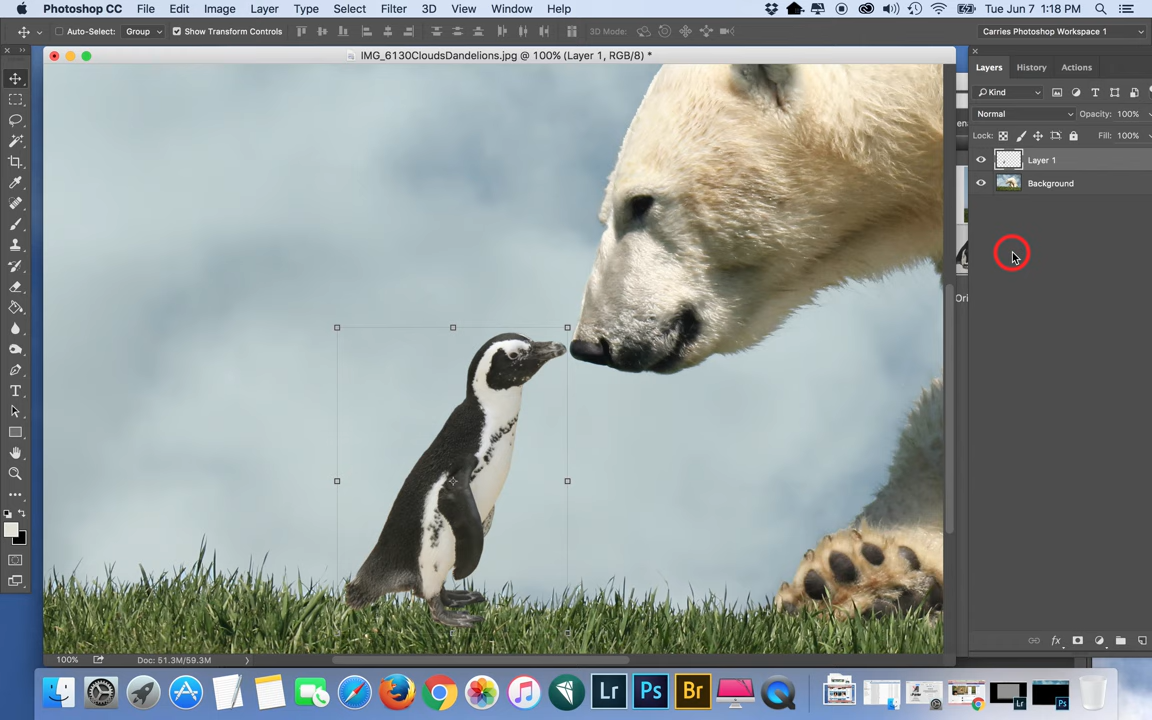 Photoshop CC File Edit Image Layer Type Select Filter 3D View Window Help Tue Jun 7 1:18 PM
Auto-Select: Group Show Transform Controls 3D Mode: Carries Photoshop Workspace 1
IMG_6130CloudsDandelions.jpg @ 100% (Layer 1, RGB/8) *
Layers History Actions
Kind
Normal Opacity: 100%
Lock: Fill: 100%
Layer 1
Background
Ori
100% Doc: 51.3M/59.3M
Lr Ps Br Lr Ps